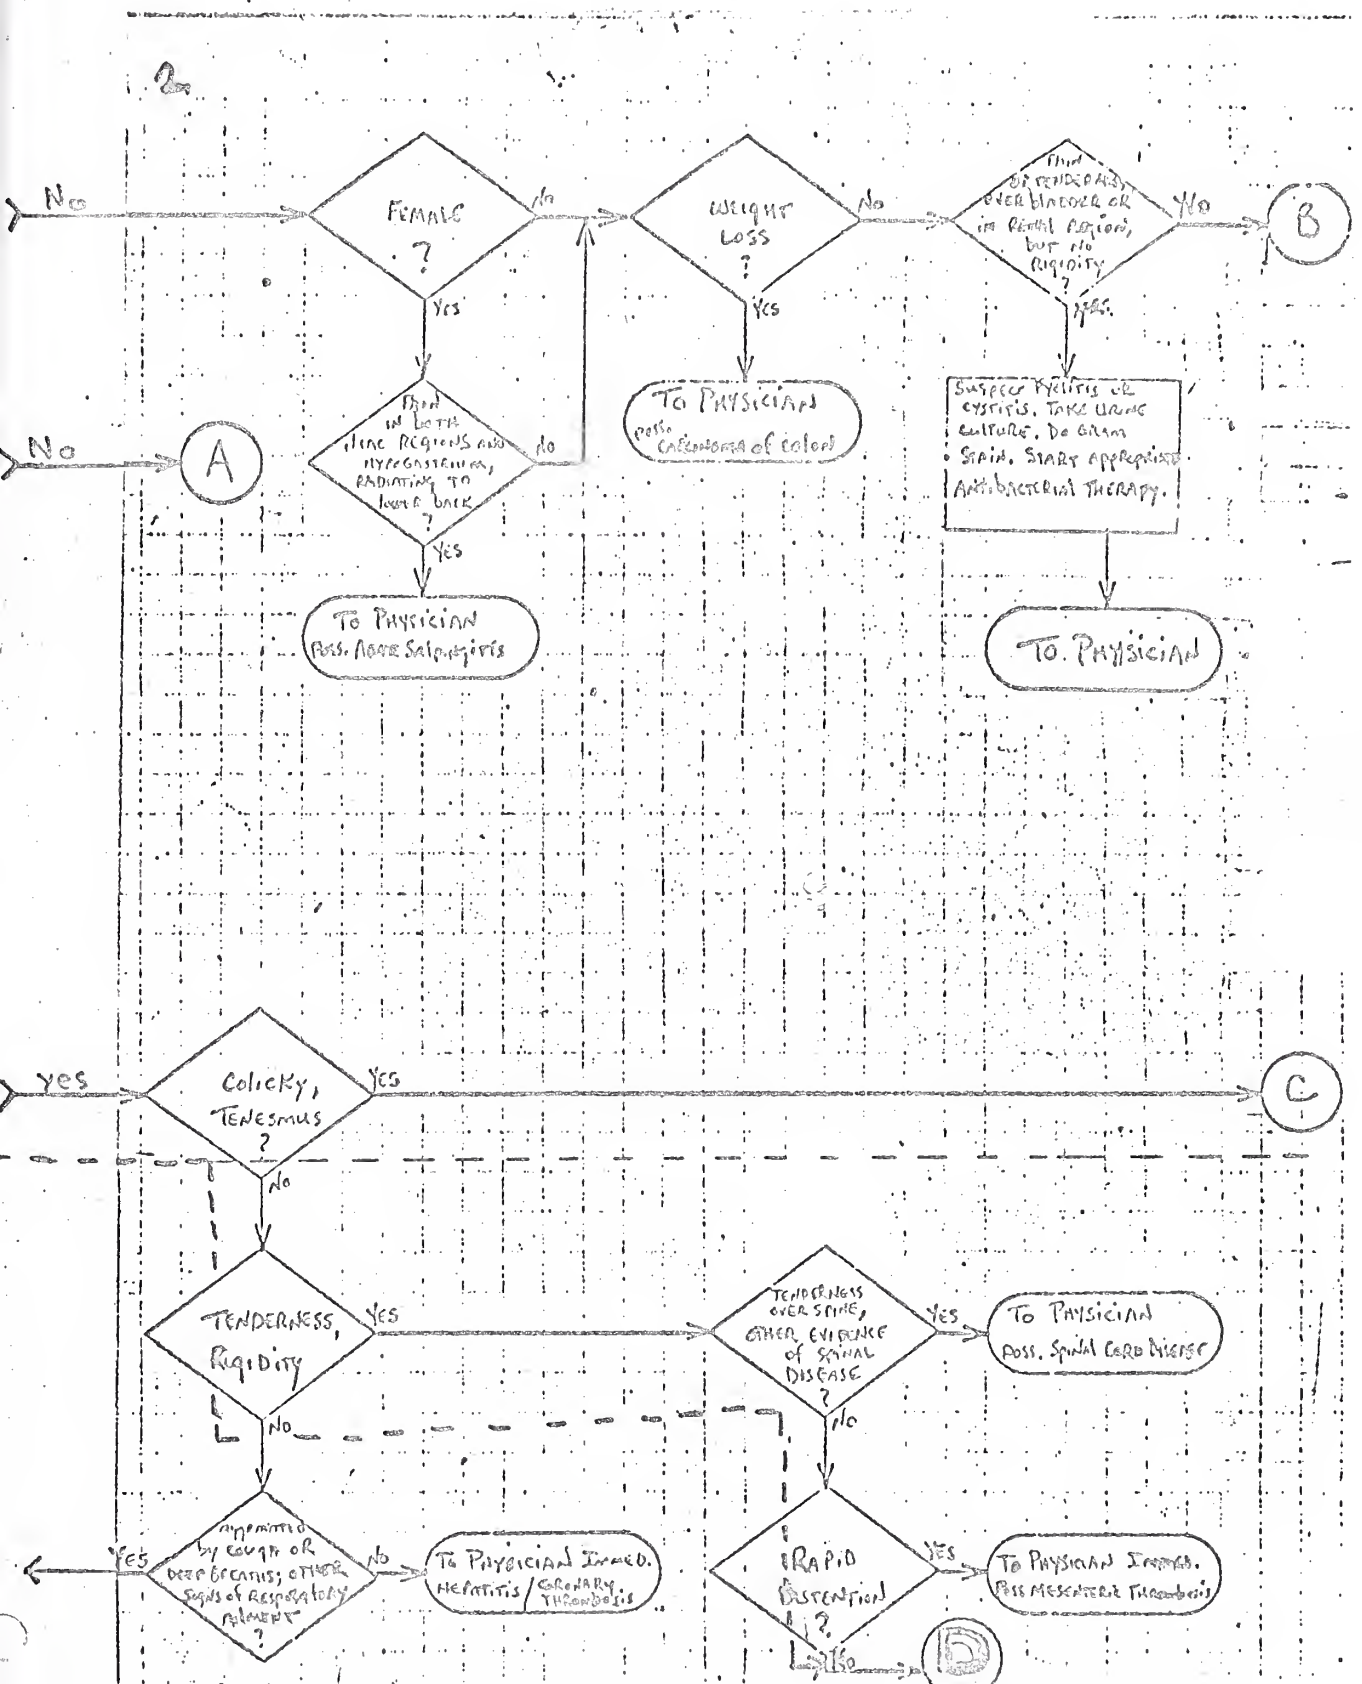 2
No
FEMALE
?
No
Yes
WEIGHT
LOSS
?
No
Yes
PAIN
OR TENDERNESS,
OVER BLADDER OR
IN RENAL REGION,
but NO
RIGIDITY
?
Yes
B
No
A
PAIN
IN BOTH
ILIAC REGIONS AND
HYPOGASTRIUM,
RADIATING TO
LOWER BACK
?
No
YES
To PHYSICIAN
POSS. ACUTE Salpingitis
To PHYSICIAN
POSS.
CARCINOMA of COLON
SUSPECT PYELITIS OR
CYSTITIS. TAKE URINE
CULTURE. DO GRAM
STAIN. START APPROPRIATE
ANTIBACTERIAL THERAPY.
TO PHYSICIAN
yes
Colicky,
TENESMUS
?
YES
C
No
TENDERNESS,
RigiDity
YES
No
TENDERNESS
OVER SPINE,
OTHER EVIDENCE
of SPINAL
DISEASE
?
YES
No
To PHYSICIAN
POSS. SPINAL CORD DISEASE
by COUGH OR
DEEP BREATHS; OTHER
SIGNS of RESPIRATORY
AILMENT
?
YES
No
To PHYSICIAN IMMED.
HEPATITIS / CORONARY
THROMBOSIS
RAPID
DISTENTION
?
YES
No
To PHYSICIAN IMMED.
POSS MESENTERIC THROMBOSIS
D